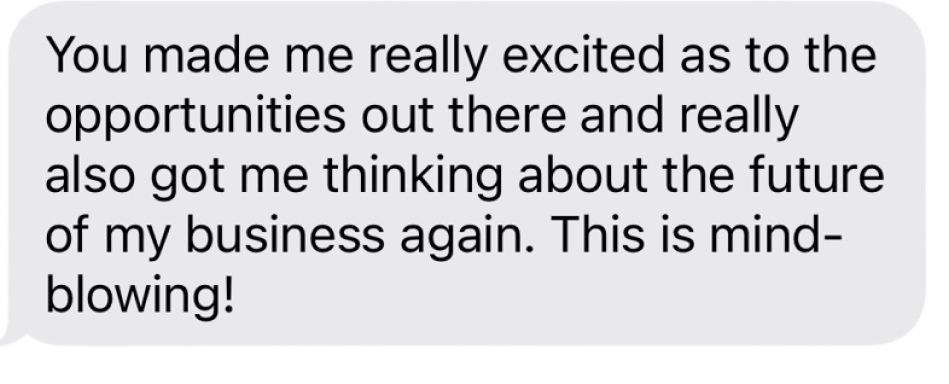 You made me really excited as to the
opportunities out there and really
also got me thinking about the future
of my business again. This is mind-
blowing!